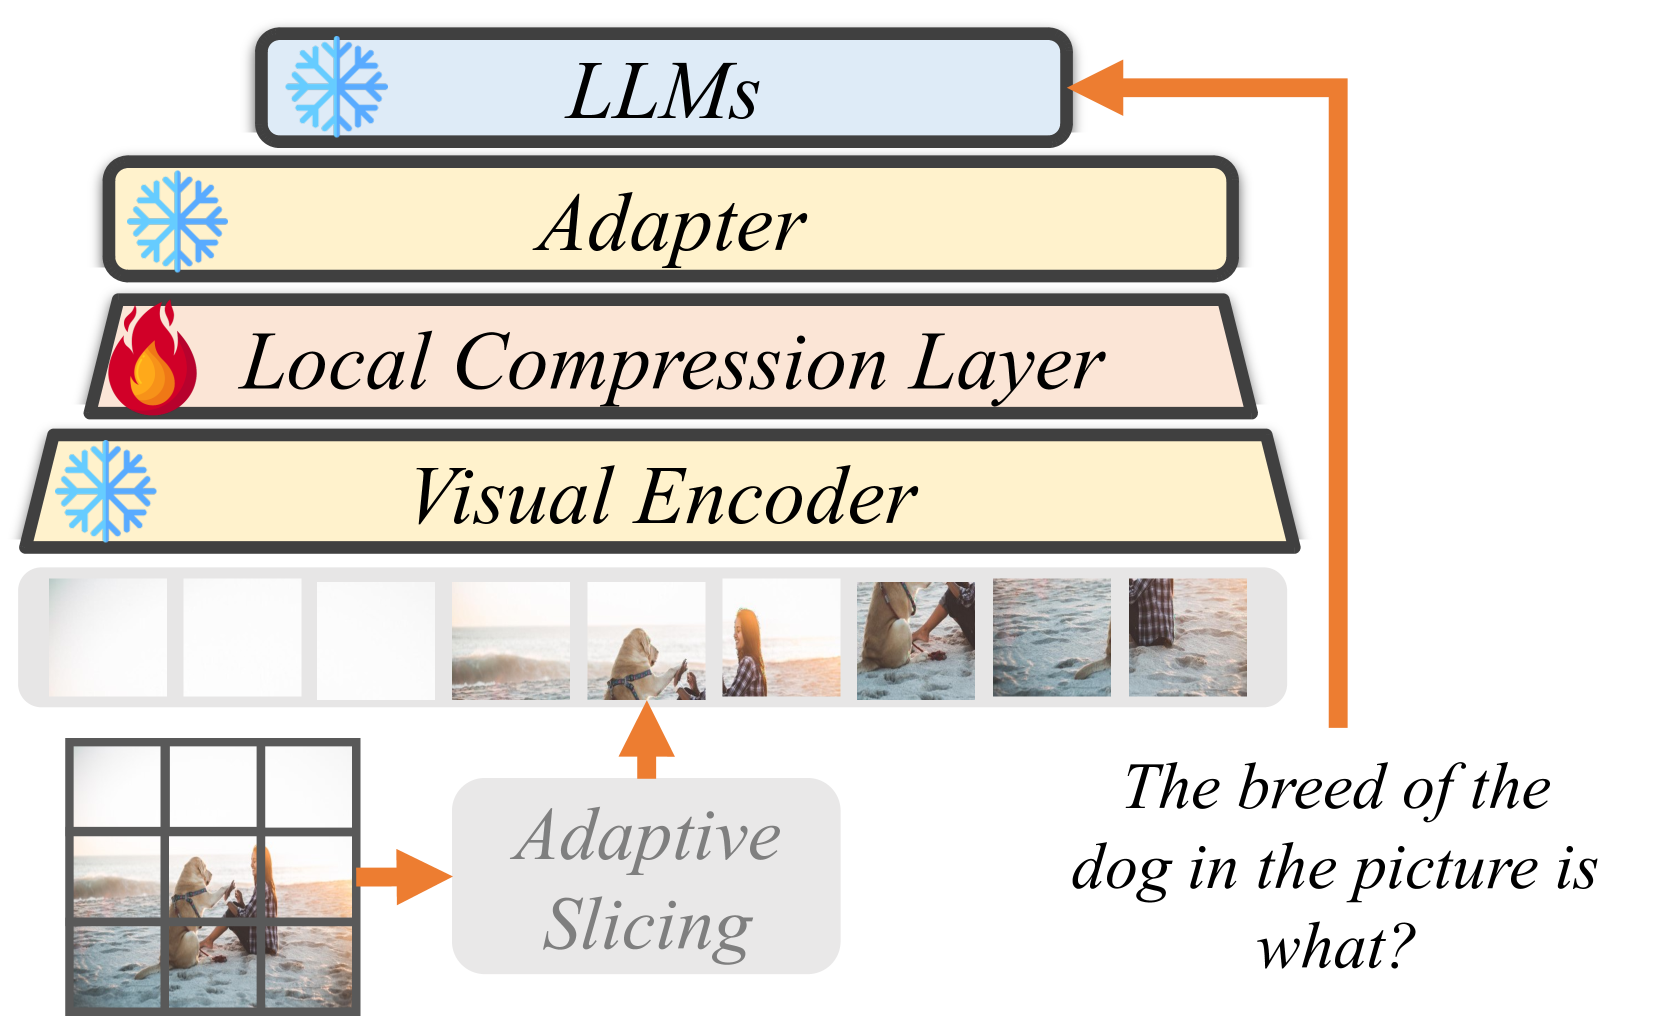 LLMs
Adapter
Local Compression Layer
Visual Encoder
Adaptive
Slicing
The breed of the
dog in the picture is
what?